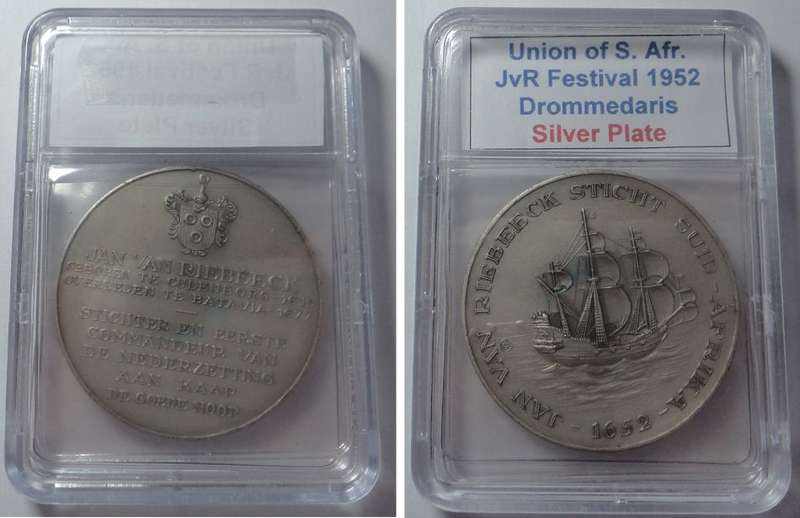 JAN VAN RIEBEECK
GEBOREN TE CULENBORG - 1619
OVERLEDEN TE BATAVIA - 1677
STICHTER EN EERSTE
COMMANDEUR VAN
DE NEDERZETTING
AAN KAAP
DE GOEDE HOOP
Union of S. Afr.
JvR Festival 1952
Drommedaris
Silver Plate
JAN VAN RIEBEECK STICHT SUID-AFRIKA
- 1652 -